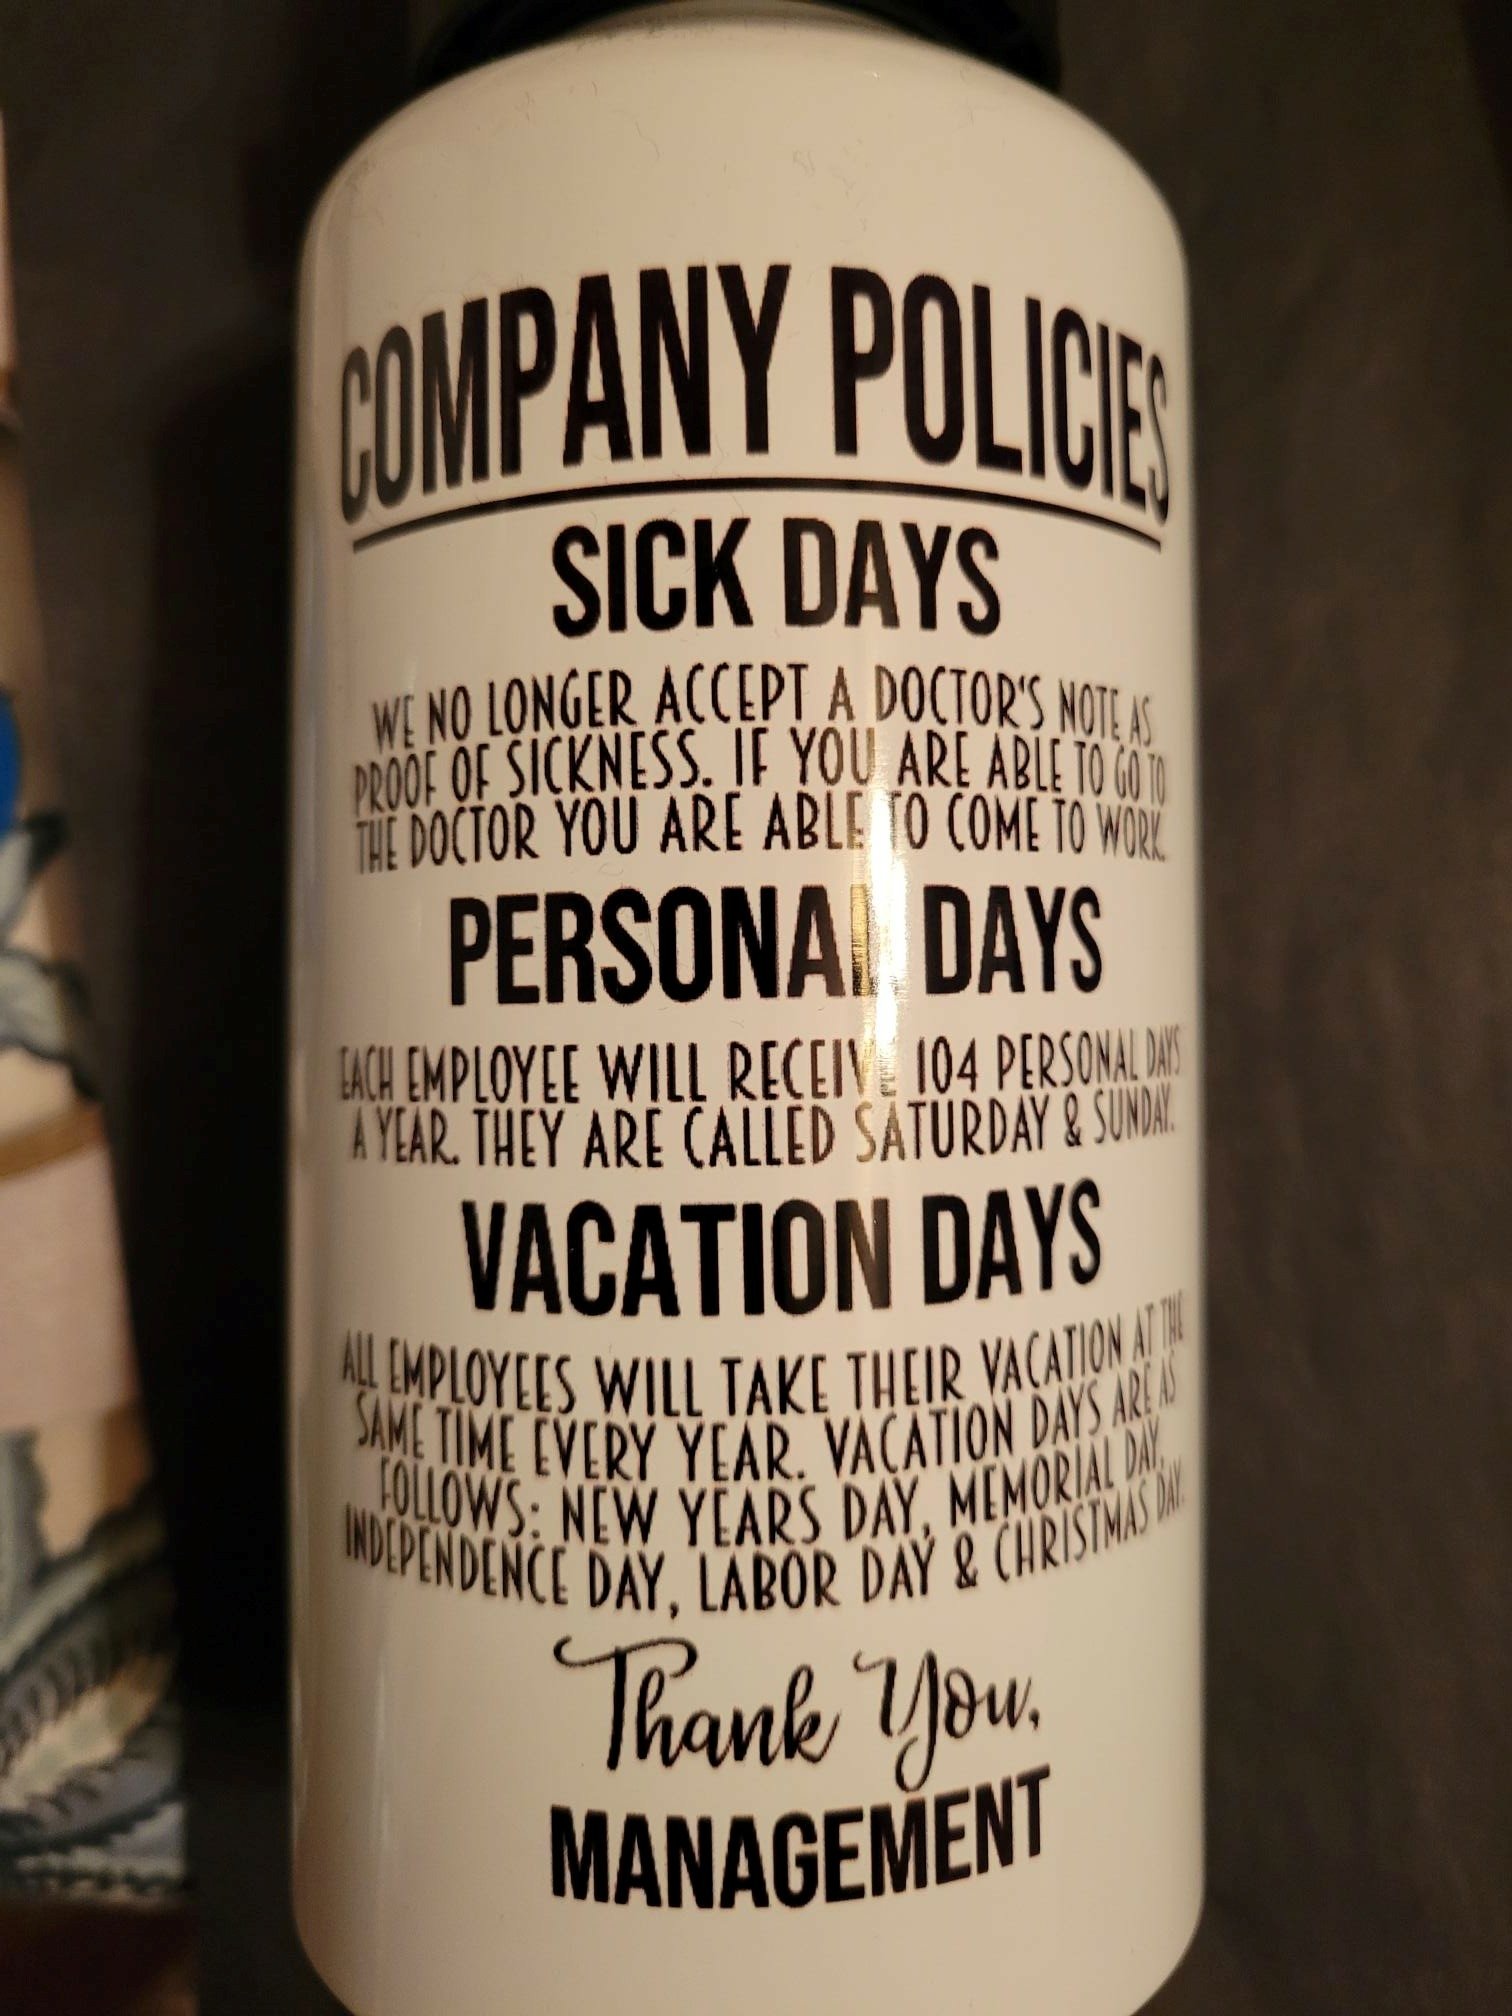 COMPANY POLICIES
SICK DAYS
WE NO LONGER ACCEPT A DOCTOR'S NOTE AS
PROOF OF SICKNESS. IF YOU ARE ABLE TO GO TO
THE DOCTOR YOU ARE ABLE TO COME TO WORK.
PERSONAL DAYS
EACH EMPLOYEE WILL RECEIVE 104 PERSONAL DAYS
A YEAR. THEY ARE CALLED SATURDAY & SUNDAY.
VACATION DAYS
ALL EMPLOYEES WILL TAKE THEIR VACATION AT THE
SAME TIME EVERY YEAR. VACATION DAYS ARE AS
FOLLOWS: NEW YEARS DAY, MEMORIAL DAY,
INDEPENDENCE DAY, LABOR DAY & CHRISTMAS DAY.
Thank You,
MANAGEMENT